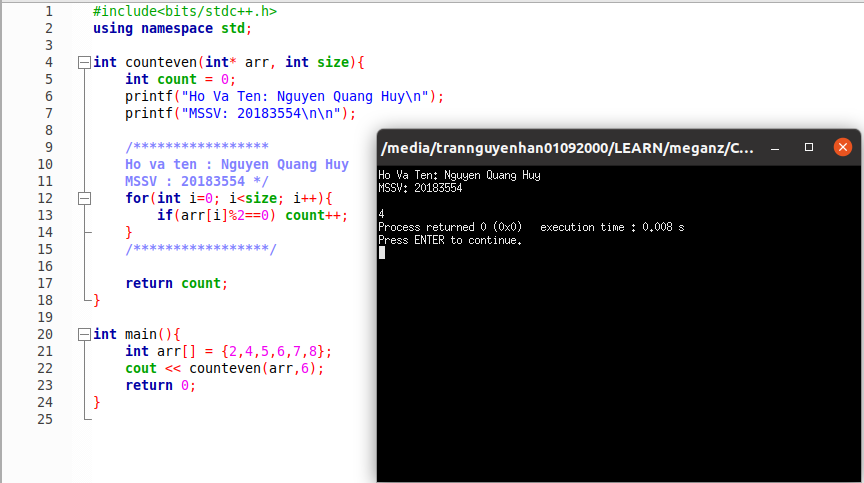 1 #include<bits/stdc++.h>
2 using namespace std;
3
4 int counteven(int* arr, int size){
5 int count = 0;
6 printf("Ho Va Ten: Nguyen Quang Huy\n");
7 printf("MSSV: 20183554\n\n");
8
9 /*****************
10 Ho va ten : Nguyen Quang Huy
11 MSSV : 20183554 */
12 for(int i=0; i<size; i++){
13 if(arr[i]%2==0) count++;
14 }
15 /*****************/
16
17 return count;
18 }
19
20 int main(){
21 int arr[] = {2,4,5,6,7,8};
22 cout << counteven(arr,6);
23 return 0;
24 }
25
/media/trannguyenhan01092000/LEARN/meganz/C...
Ho Va Ten: Nguyen Quang Huy
MSSV: 20183554
4
Process returned 0 (0x0) execution time : 0.008 s
Press ENTER to continue.